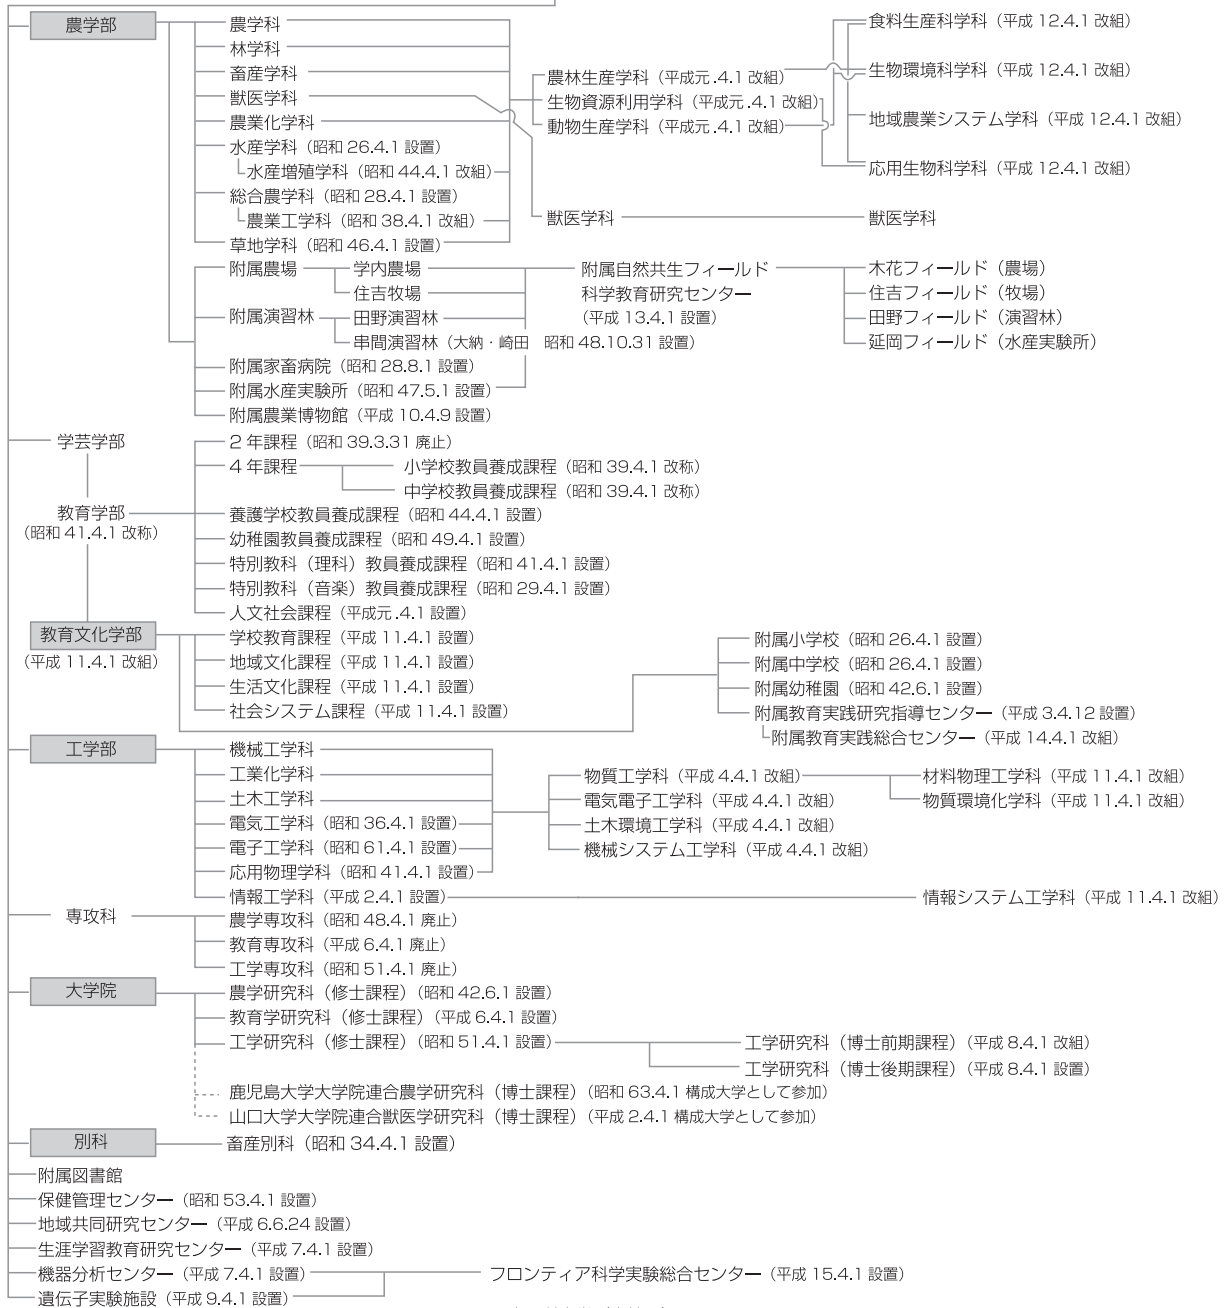 農学部
農学科
林学科
畜産学科
獣医学科
農業化学科
水産学科（昭和 26.4.1 設置）
水産増殖学科（昭和 44.4.1 改組）
総合農学科（昭和 28.4.1 設置）
農業工学科（昭和 38.4.1 改組）
草地学科（昭和 46.4.1 設置）
農林生産学科（平成元 .4.1 改組）
生物資源利用学科（平成元 .4.1 改組）
動物生産学科（平成元 .4.1 改組）
獣医学科
食料生産科学科（平成 12.4.1 改組）
生物環境科学科（平成 12.4.1 改組）
地域農業システム学科（平成 12.4.1 改組）
応用生物科学科（平成 12.4.1 改組）
獣医学科
附属農場
学内農場
住吉牧場
附属演習林
田野演習林
串間演習林（大納・崎田　昭和 48.10.31 設置）
附属家畜病院（昭和 28.8.1 設置）
附属水産実験所（昭和 47.5.1 設置）
附属農業博物館（平成 10.4.9 設置）
附属自然共生フィールド
科学教育研究センター
（平成 13.4.1 設置）
木花フィールド（農場）
住吉フィールド（牧場）
田野フィールド（演習林）
延岡フィールド（水産実験所）
学芸学部
教育学部
（昭和 41.4.1 改称）
2 年課程（昭和 39.3.31 廃止）
4 年課程
小学校教員養成課程（昭和 39.4.1 改称）
中学校教員養成課程（昭和 39.4.1 改称）
養護学校教員養成課程（昭和 44.4.1 設置）
幼稚園教員養成課程（昭和 49.4.1 設置）
特別教科（理科）教員養成課程（昭和 41.4.1 設置）
特別教科（音楽）教員養成課程（昭和 29.4.1 設置）
人文社会課程（平成元 .4.1 設置）
教育文化学部
（平成 11.4.1 改組）
学校教育課程（平成 11.4.1 設置）
地域文化課程（平成 11.4.1 設置）
生活文化課程（平成 11.4.1 設置）
社会システム課程（平成 11.4.1 設置）
附属小学校（昭和 26.4.1 設置）
附属中学校（昭和 26.4.1 設置）
附属幼稚園（昭和 42.6.1 設置）
附属教育実践研究指導センター（平成 3.4.12 設置）
附属教育実践総合センター（平成 14.4.1 改組）
工学部
機械工学科
工業化学科
土木工学科
電気工学科（昭和 36.4.1 設置）
電子工学科（昭和 61.4.1 設置）
応用物理学科（昭和 41.4.1 設置）
情報工学科（平成 2.4.1 設置）
物質工学科（平成 4.4.1 改組）
電気電子工学科（平成 4.4.1 改組）
土木環境工学科（平成 4.4.1 改組）
機械システム工学科（平成 4.4.1 改組）
材料物理工学科（平成 11.4.1 改組）
物質環境化学科（平成 11.4.1 改組）
情報システム工学科（平成 11.4.1 改組）
専攻科
農学専攻科（昭和 48.4.1 廃止）
教育専攻科（平成 6.4.1 廃止）
工学専攻科（昭和 51.4.1 廃止）
大学院
農学研究科（修士課程）（昭和 42.6.1 設置）
教育学研究科（修士課程）（平成 6.4.1 設置）
工学研究科（修士課程）（昭和 51.4.1 設置）
工学研究科（博士前期課程）（平成 8.4.1 改組）
工学研究科（博士後期課程）（平成 8.4.1 設置）
鹿児島大学大学院連合農学研究科（博士課程）（昭和 63.4.1 構成大学として参加）
山口大学大学院連合獣医学研究科（博士課程）（平成 2.4.1 構成大学として参加）
別科
畜産別科（昭和 34.4.1 設置）
附属図書館
保健管理センター（昭和 53.4.1 設置）
地域共同研究センター（平成 6.6.24 設置）
生涯学習教育研究センター（平成 7.4.1 設置）
機器分析センター（平成 7.4.1 設置）
遺伝子実験施設（平成 9.4.1 設置）
フロンティア科学実験総合センター（平成 15.4.1 設置）